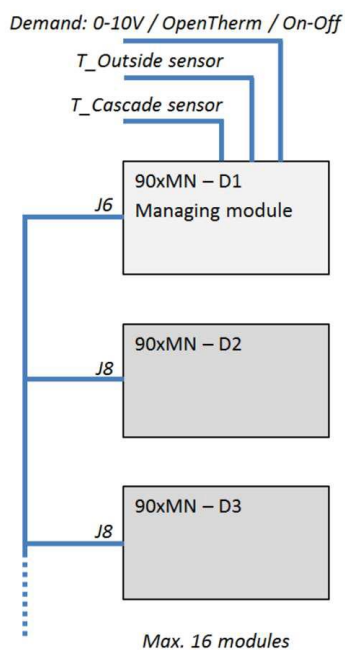 Demand: 0-10V / OpenTherm / On-Off
T_Outside sensor
T_Cascade sensor
90xMN – D1
Managing module
J6
90xMN – D2
J8
90xMN – D3
J8
Max. 16 modules